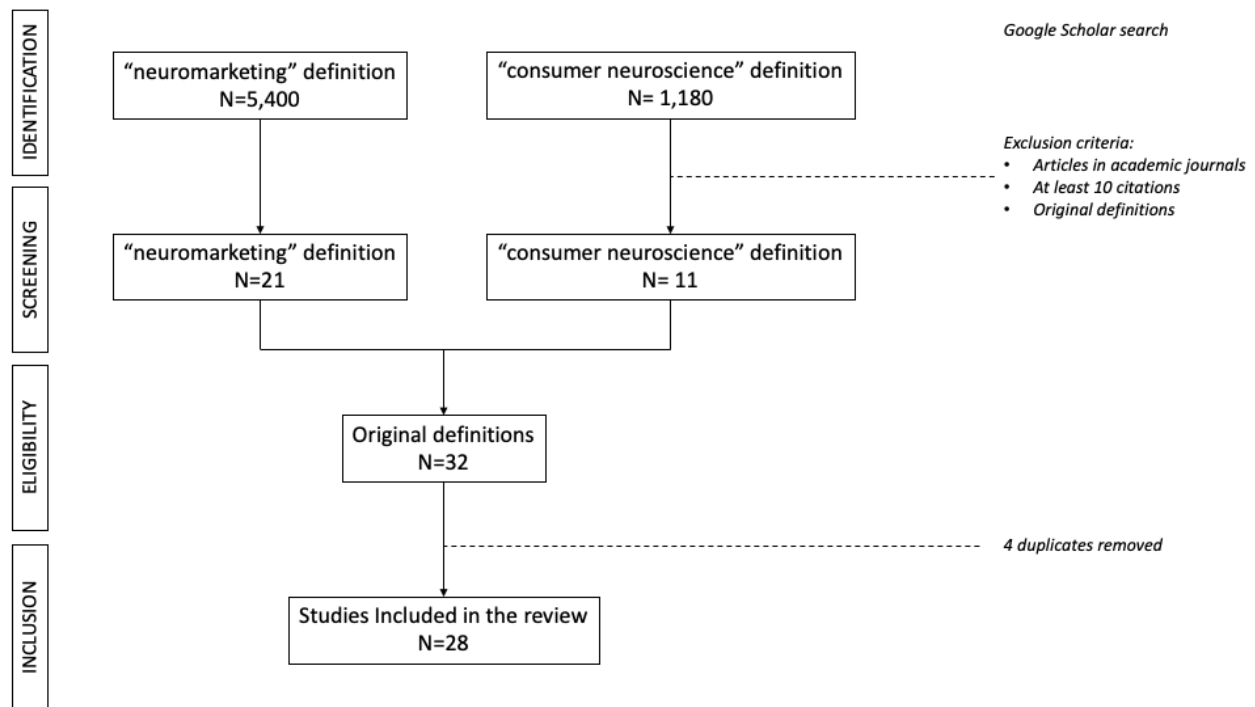 IDENTIFICATION
Google Scholar search
“neuromarketing” definition
N=5,400
“consumer neuroscience” definition
N= 1,180
Exclusion criteria:
• Articles in academic journals
• At least 10 citations
• Original definitions
SCREENING
“neuromarketing” definition
N=21
“consumer neuroscience” definition
N= 11
ELIGIBILITY
Original definitions
N=32
4 duplicates removed
INCLUSION
Studies Included in the review
N=28